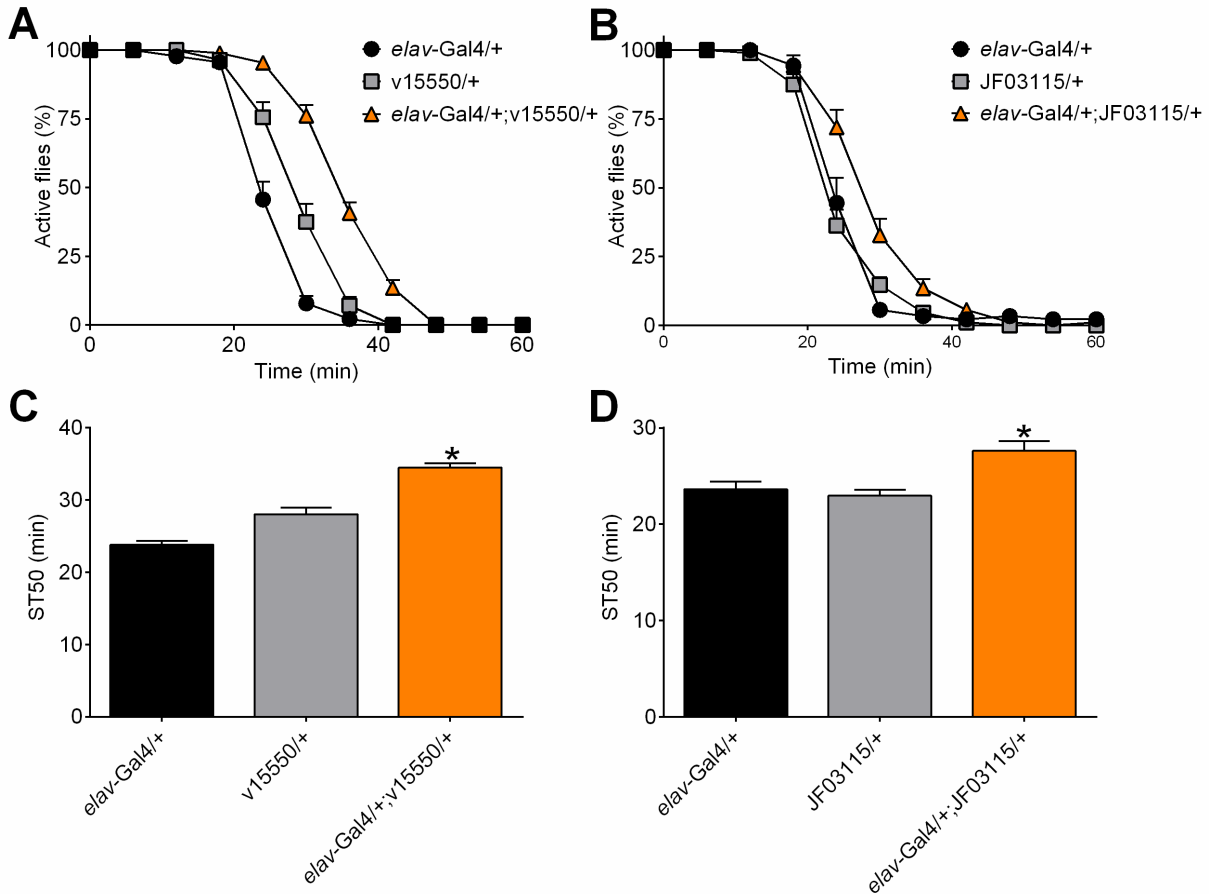 A
B
elav-Gal4/+
v15550/+
elav-Gal4/+;v15550/+
Active flies (%)
100
75
50
25
0
0 20 40 60
Time (min)
elav-Gal4/+
JF03115/+
elav-Gal4/+;JF03115/+
Active flies (%)
100
75
50
25
0
0 20 40 60
Time (min)
C
D
ST50 (min)
40
30
20
10
0
*
elav-Gal4/+
v15550/+
elav-Gal4/+;v15550/+
ST50 (min)
30
20
10
0
*
elav-Gal4/+
JF03115/+
elav-Gal4/+;JF03115/+